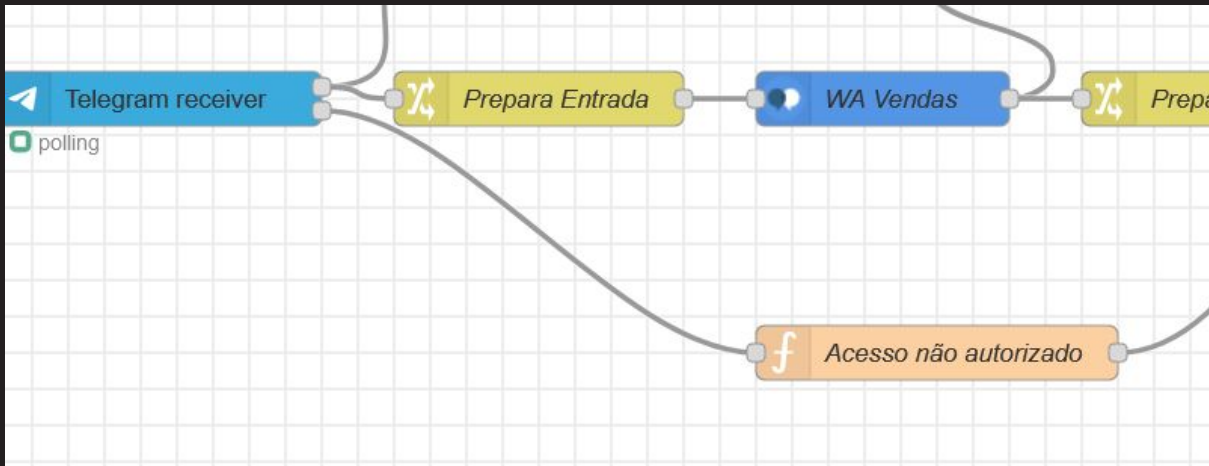 Telegram receiver
Prepara Entrada
WA Vendas
polling
Acesso não autorizado